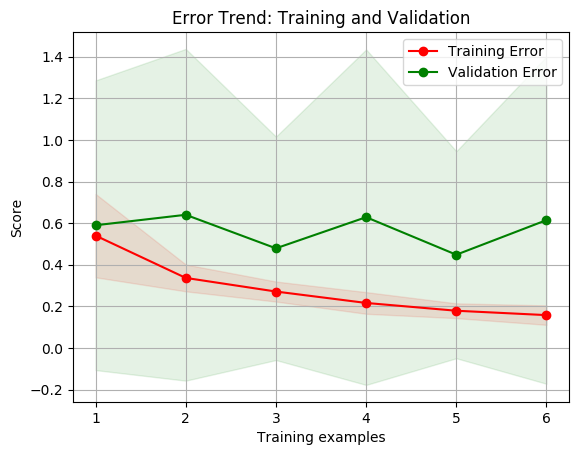 Error Trend: Training and Validation
Training Error
Validation Error
Score
1.4
1.2
1.0
0.8
0.6
0.4
0.2
0.0
−0.2
1 2 3 4 5 6
Training examples